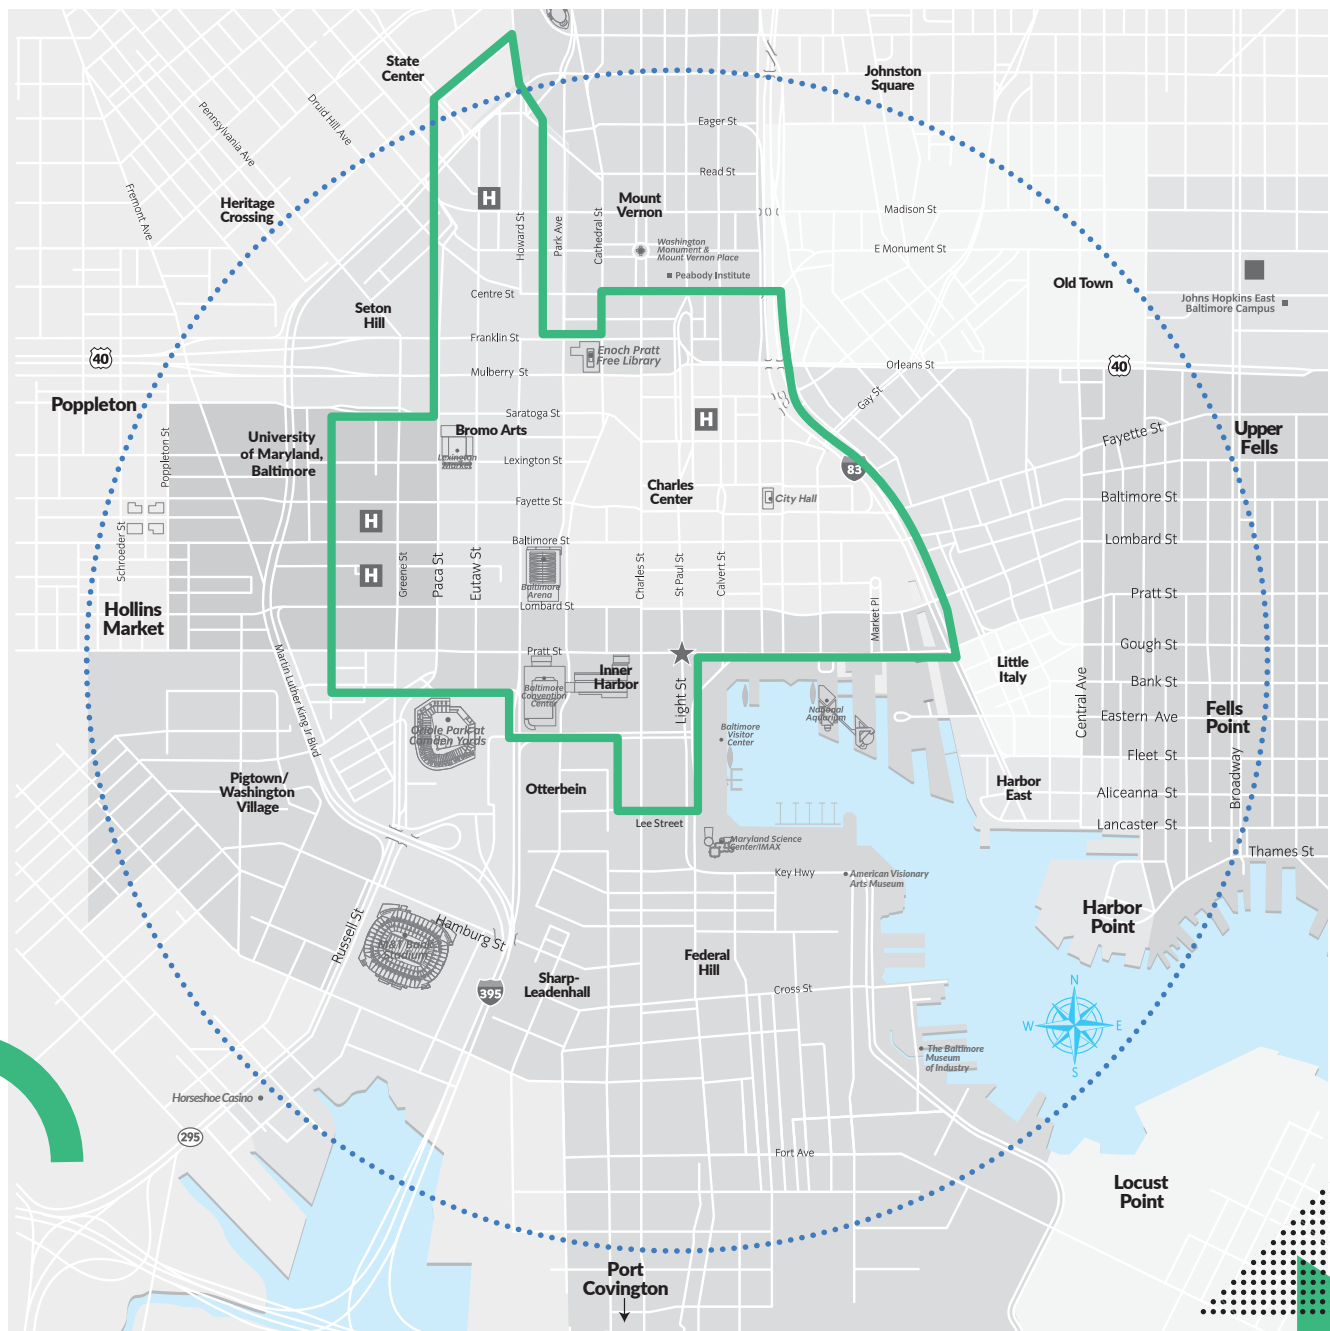 State
Center
Johnston
Square
Pennsylvania Ave
Druid Hill Ave
Eager St
Read St
Fremont Ave
Heritage
Crossing
H
Mount
Vernon
Madison St
Howard St
Park Ave
Cathedral St
Washington
Monument &
Mount Vernon Place
E Monument St
Peabody Institute
Old Town
Centre St
Johns Hopkins East
Baltimore Campus
Seton
Hill
Franklin St
Enoch Pratt
Free Library
40
Mulberry St
Orleans St
40
Poppleton
Saratoga St
Gay St
H
Bromo Arts
University
of Maryland,
Baltimore
Poppleton St
Lexington
Market
Lexington St
Fayette St
Upper
Fells
83
Charles
Center
City Hall
Fayette St
Baltimore St
H
Baltimore St
Lombard St
Schroeder St
H
Greene St
Paca St
Eutaw St
Baltimore
Arena
Charles St
St Paul St
Calvert St
Pratt St
Lombard St
Market Pl
Hollins
Market
Gough St
Pratt St
Martin Luther King Jr Blvd
Inner
Harbor
Little
Italy
Bank St
Baltimore
Convention
Center
Light St
Central Ave
National
Aquarium
Eastern Ave
Fells
Point
Oriole Park at
Camden Yards
Baltimore
Visitor
Center
Fleet St
Broadway
Pigtown/
Washington
Village
Otterbein
Harbor
East
Aliceanna St
Lee Street
Lancaster St
Maryland Science
Center/IMAX
Thames St
Key Hwy
American Visionary
Arts Museum
Harbor
Point
Russell St
Hamburg St
M&T Bank
Stadium
Federal
Hill
Sharp-
Leadenhall
395
Cross St
N
W
E
S
The Baltimore
Museum
of Industry
Horseshoe Casino
295
Fort Ave
Locust
Point
Port
Covington